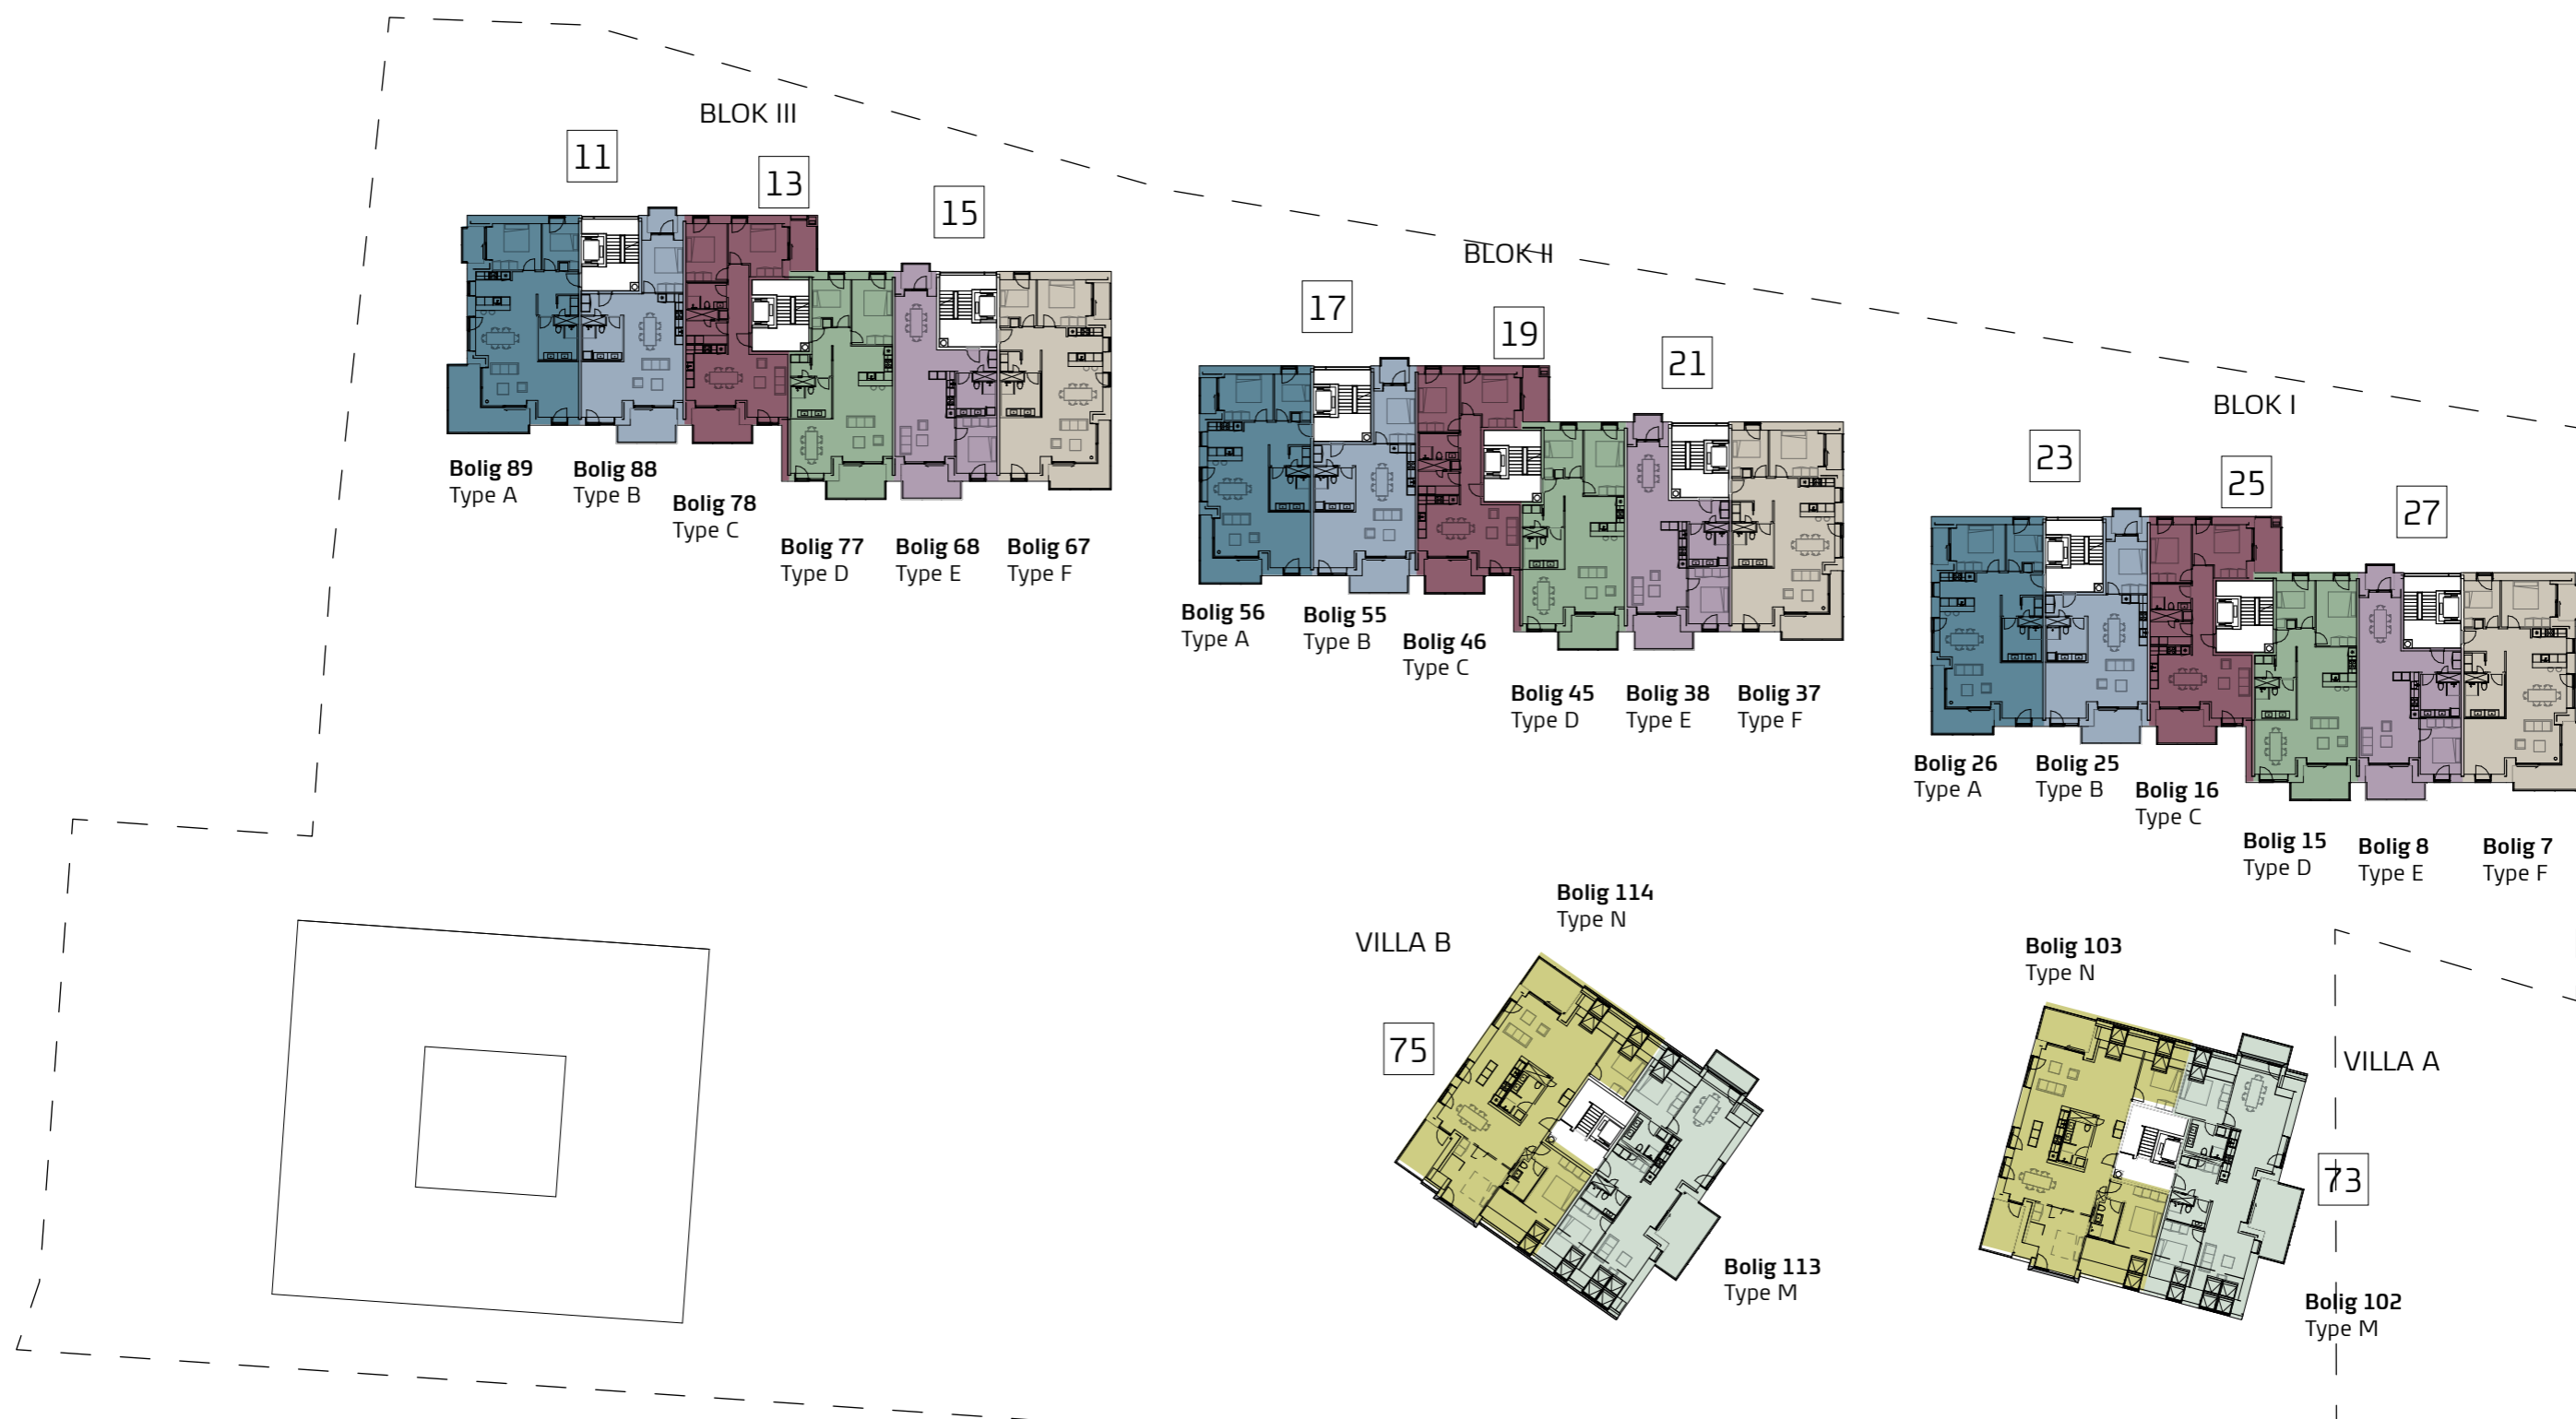 BLOK III
11
13
15
Bolig 89
Type A
Bolig 88
Type B
Bolig 78
Type C
Bolig 77
Type D
Bolig 68
Type E
Bolig 67
Type F
BLOK II
17
19
21
Bolig 56
Type A
Bolig 55
Type B
Bolig 46
Type C
Bolig 45
Type D
Bolig 38
Type E
Bolig 37
Type F
BLOK I
23
25
27
Bolig 26
Type A
Bolig 25
Type B
Bolig 16
Type C
Bolig 15
Type D
Bolig 8
Type E
Bolig 7
Type F
Bolig 114
Type N
VILLA B
75
Bolig 113
Type M
Bolig 103
Type N
VILLA A
73
Bolig 102
Type M